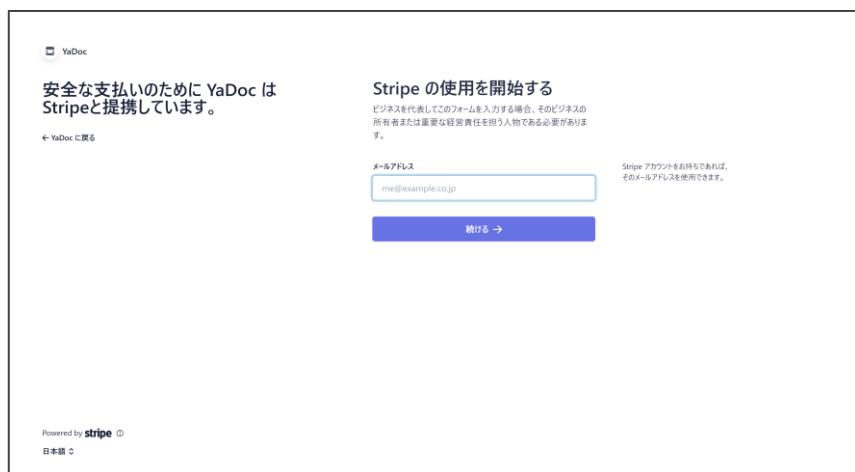 YaDoc
安全な支払いのために YaDoc は
Stripeと提携しています。
← YaDoc に戻る
Stripe の使用を開始する
ビジネスを代表してこのフォームを入力する場合、そのビジネスの
所有者または重要な経営責任を担う人物である必要がありま
す。
メールアドレス
me@example.co.jp
Stripe アカウントをお持ちであれば、
そのメールアドレスを使用できます。
続ける →
Powered by stripe
日本語